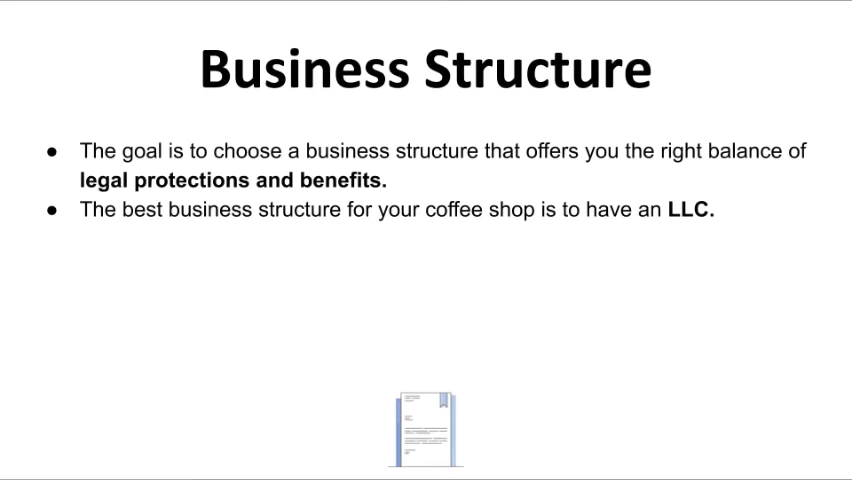 Business Structure
● The goal is to choose a business structure that offers you the right balance of
legal protections and benefits.
● The best business structure for your coffee shop is to have an LLC.